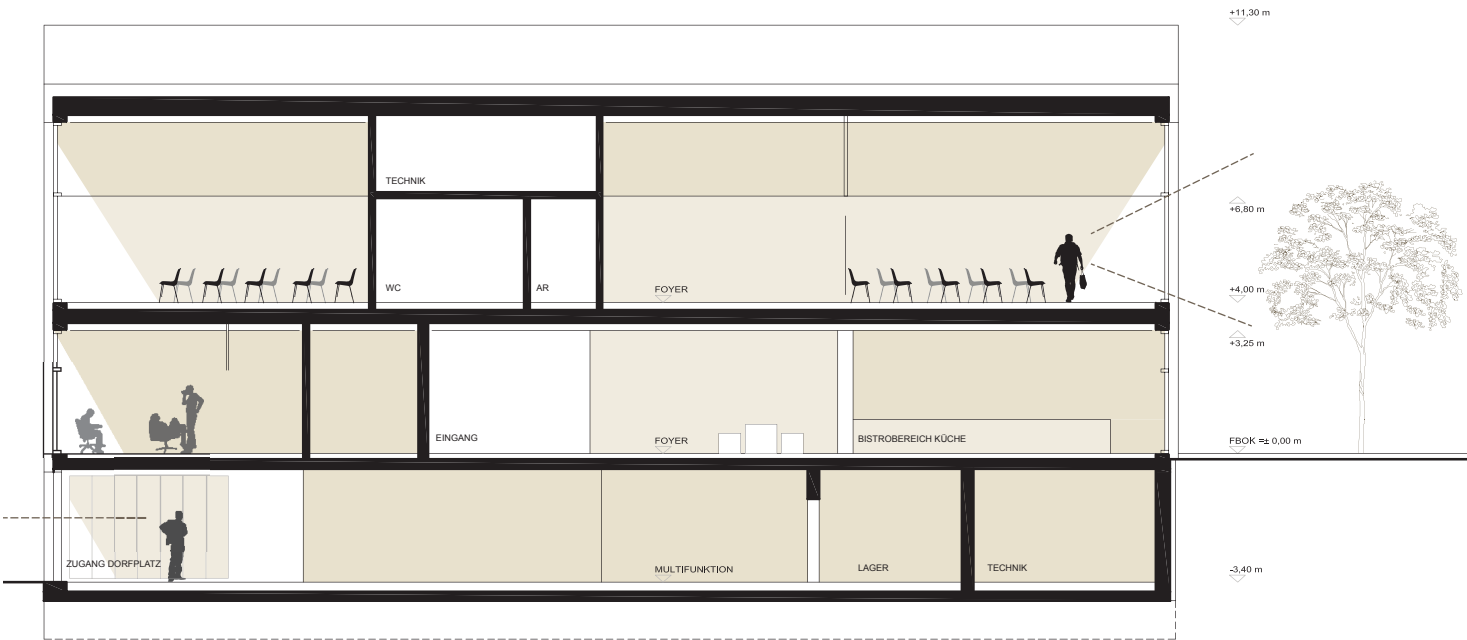 +11,30 m
TECHNIK
+6,80 m
WC
AR
FOYER
+4,00 m
+3,25 m
EINGANG
FOYER
BISTROBEREICH KÜCHE
FBOK =± 0,00 m
ZUGANG DORFPLATZ
MULTIFUNKTION
LAGER
TECHNIK
-3,40 m